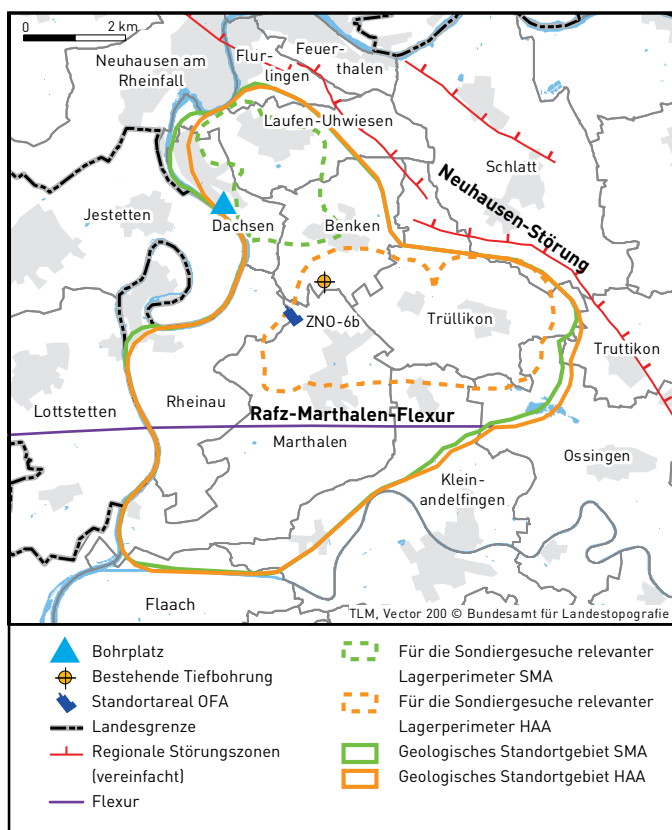 0 2 km
Neuhausen am
Rheinfall
Flur-
lingen
Feuer-
thalen
Laufen-Uhwiesen
Schlatt
Neuhausen-Störung
Jestetten
Dachsen
Benken
ZNO-6b
Trüllikon
Truttikon
Lottstetten
Rheinau
Rafz-Marthalen-Flexur
Marthalen
Ossingen
Klein-
andelfingen
Flaach
TLM, Vector 200 © Bundesamt für Landestopografie
Bohrplatz
Bestehende Tiefbohrung
Standortareal OFA
Landesgrenze
Regionale Störungszonen
(vereinfacht)
Flexur
Für die Sondiergesuche relevanter
Lagerperimeter SMA
Für die Sondiergesuche relevanter
Lagerperimeter HAA
Geologisches Standortgebiet SMA
Geologisches Standortgebiet HAA